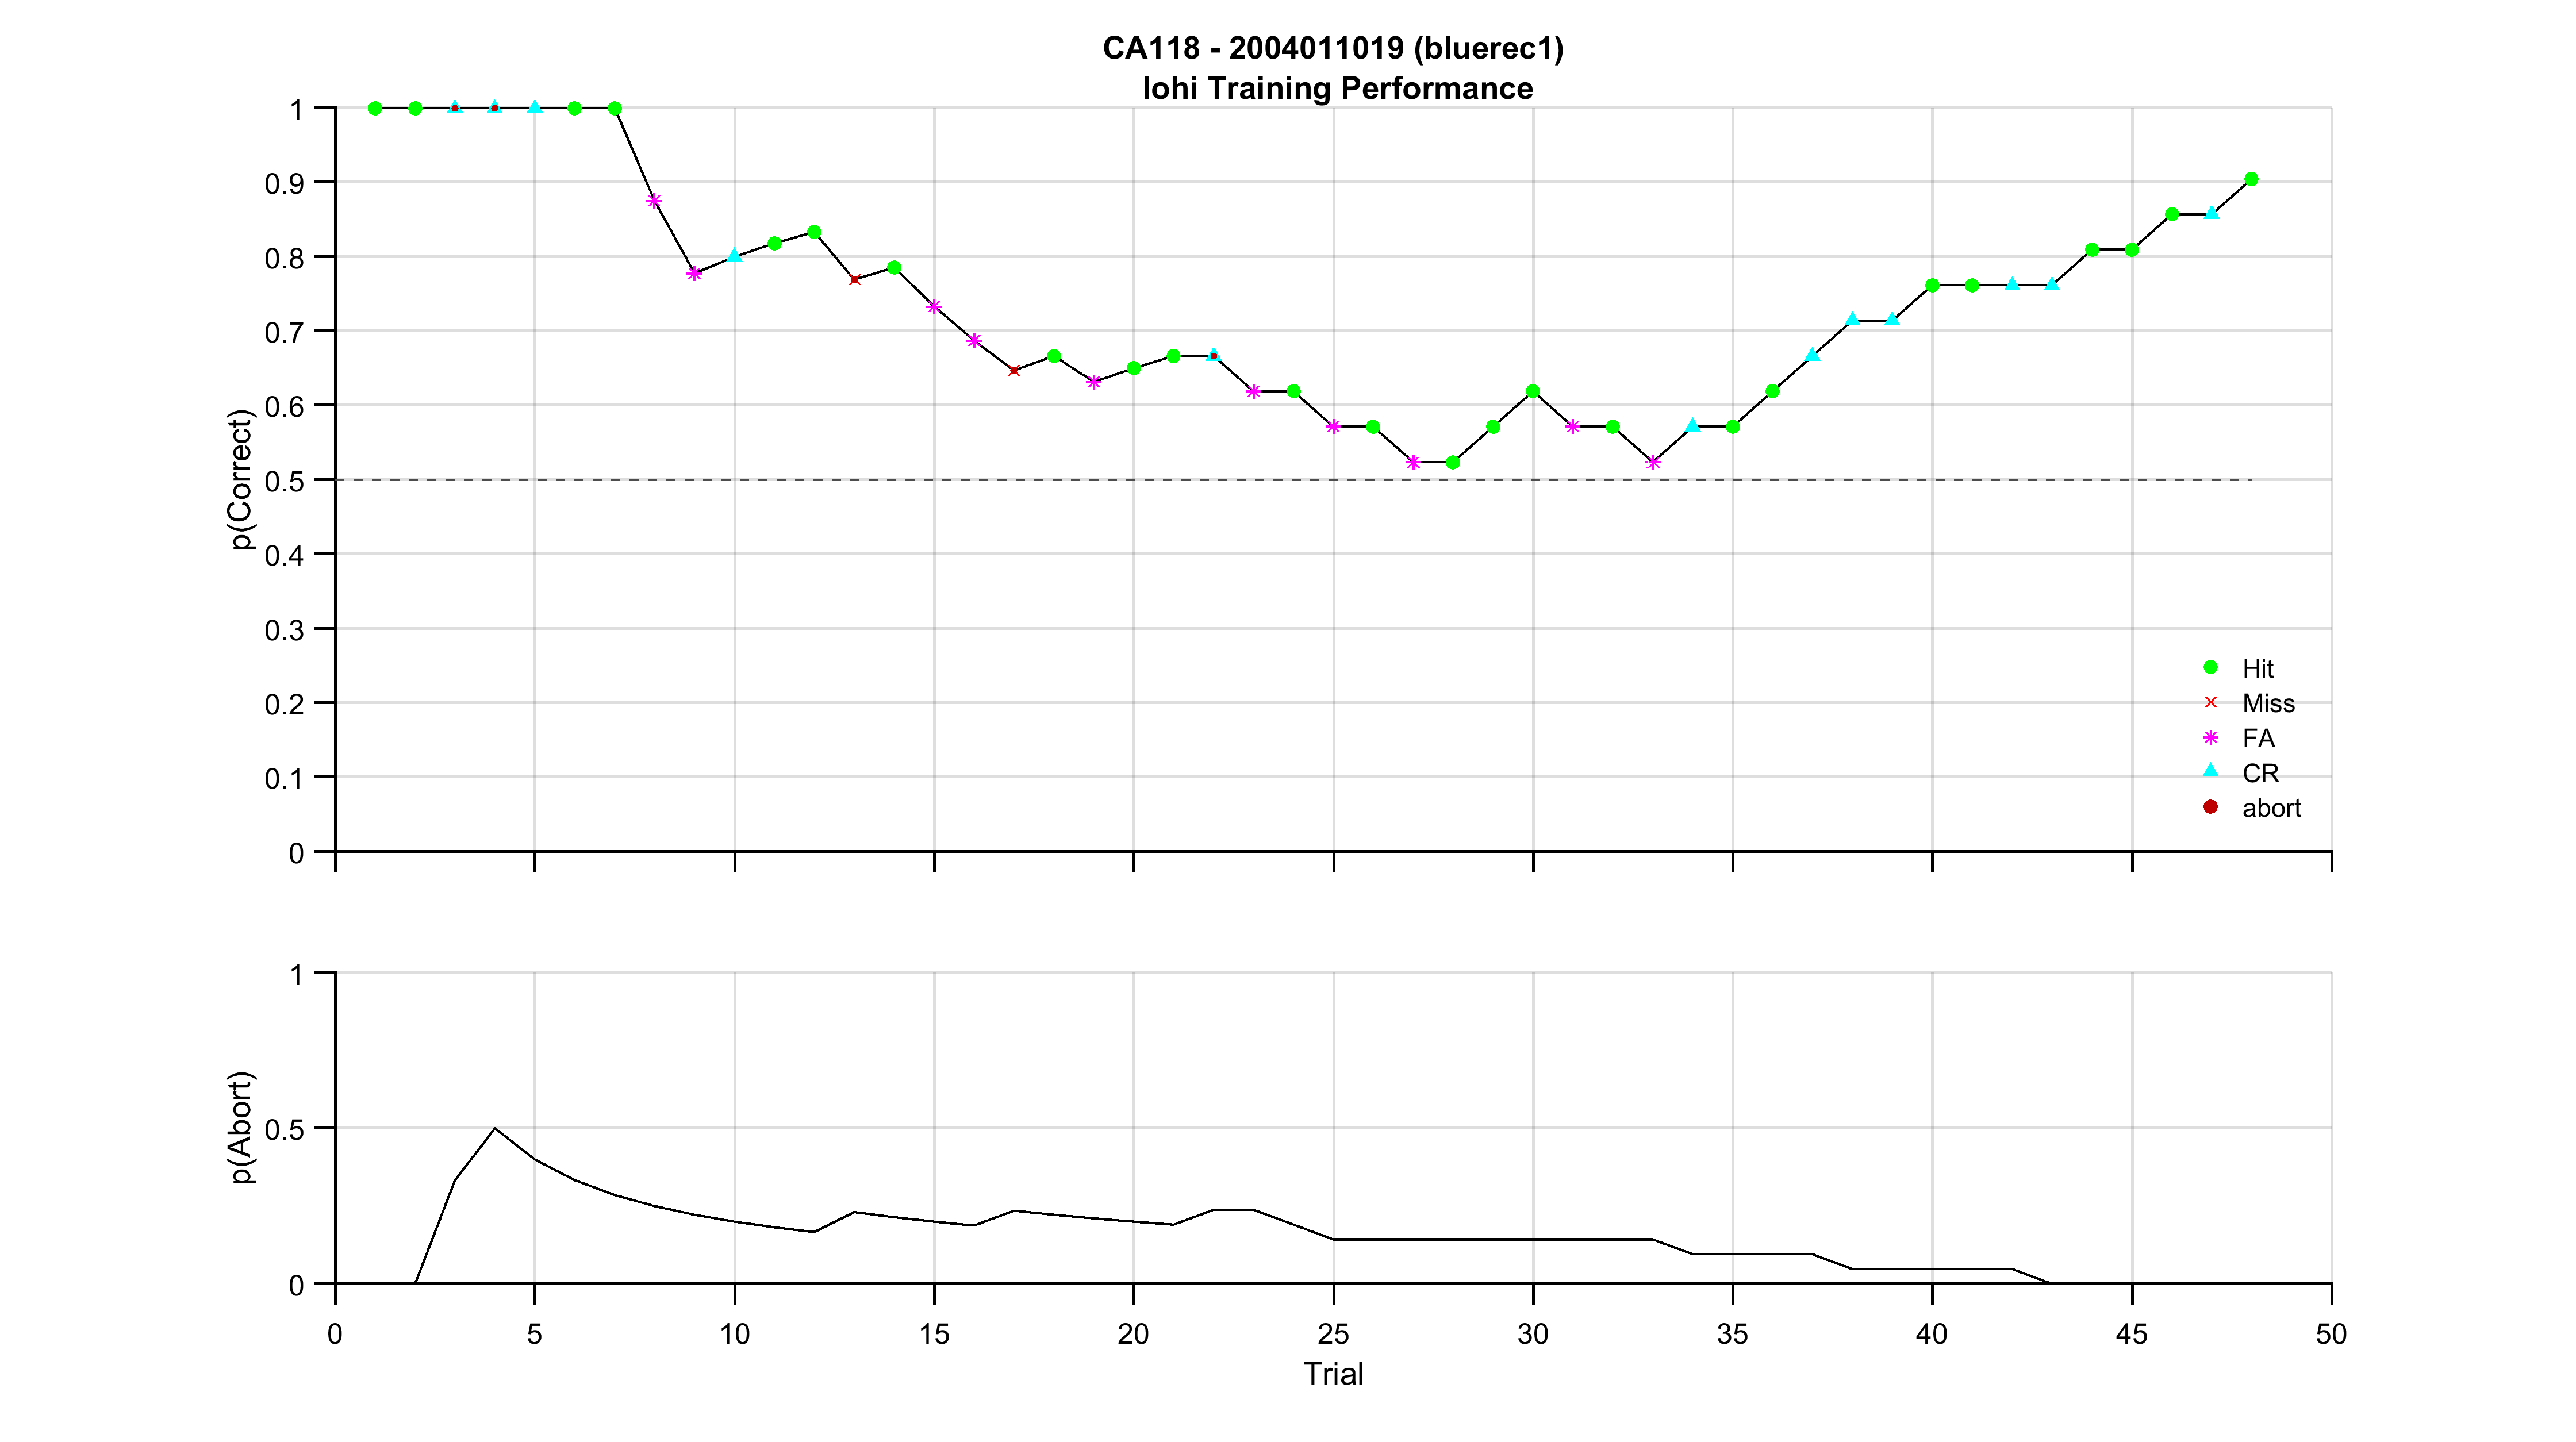 CA118 - 2004011019 (bluerec1)
lohi Training Performance
1
0.9
0.8
0.7
0.6
0.5
0.4
0.3
0.2
0.1
0
p(Correct)
Hit
Miss
FA
CR
abort
1
0.5
0
p(Abort)
0 5 10 15 20 25 30 35 40 45 50
Trial